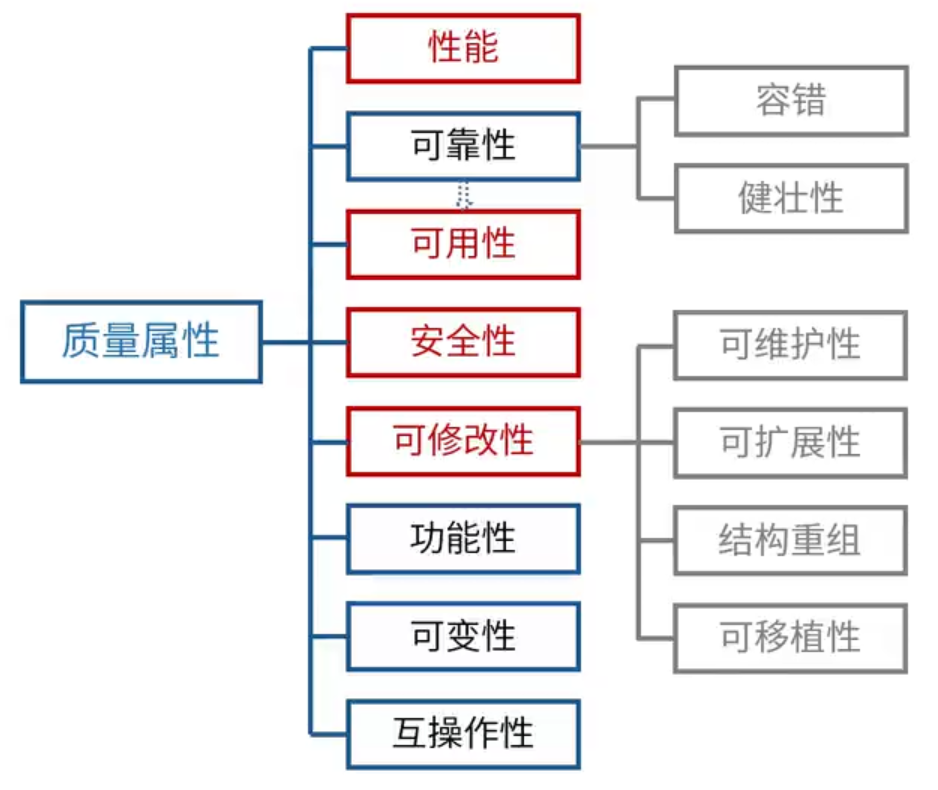 质量属性
性能
可靠性
容错
健壮性
可用性
安全性
可修改性
可维护性
可扩展性
结构重组
可移植性
功能性
可变性
互操作性